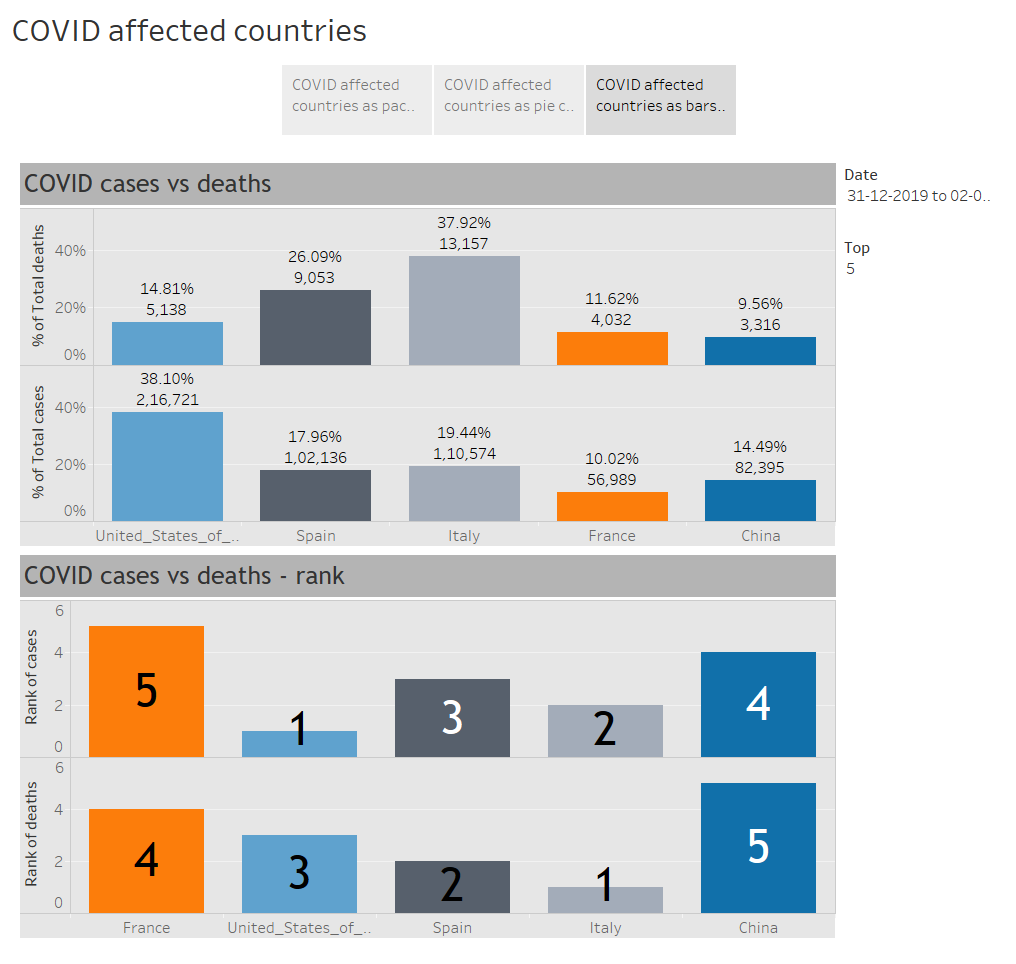 COVID affected countries
COVID affected
countries as pac..
COVID affected
countries as pie c..
COVID affected
countries as bars..
COVID cases vs deaths
Date
31-12-2019 to 02-0..
Top
5
% of Total deaths
40%
20%
0%
14.81%
5,138
26.09%
9,053
37.92%
13,157
11.62%
4,032
9.56%
3,316
% of Total cases
40%
20%
0%
38.10%
2,16,721
17.96%
1,02,136
19.44%
1,10,574
10.02%
56,989
14.49%
82,395
United_States_of_..
Spain
Italy
France
China
COVID cases vs deaths - rank
Rank of cases
6
4
2
0
5
1
3
2
4
Rank of deaths
6
4
2
0
4
3
2
1
5
France
United_States_of_..
Spain
Italy
China